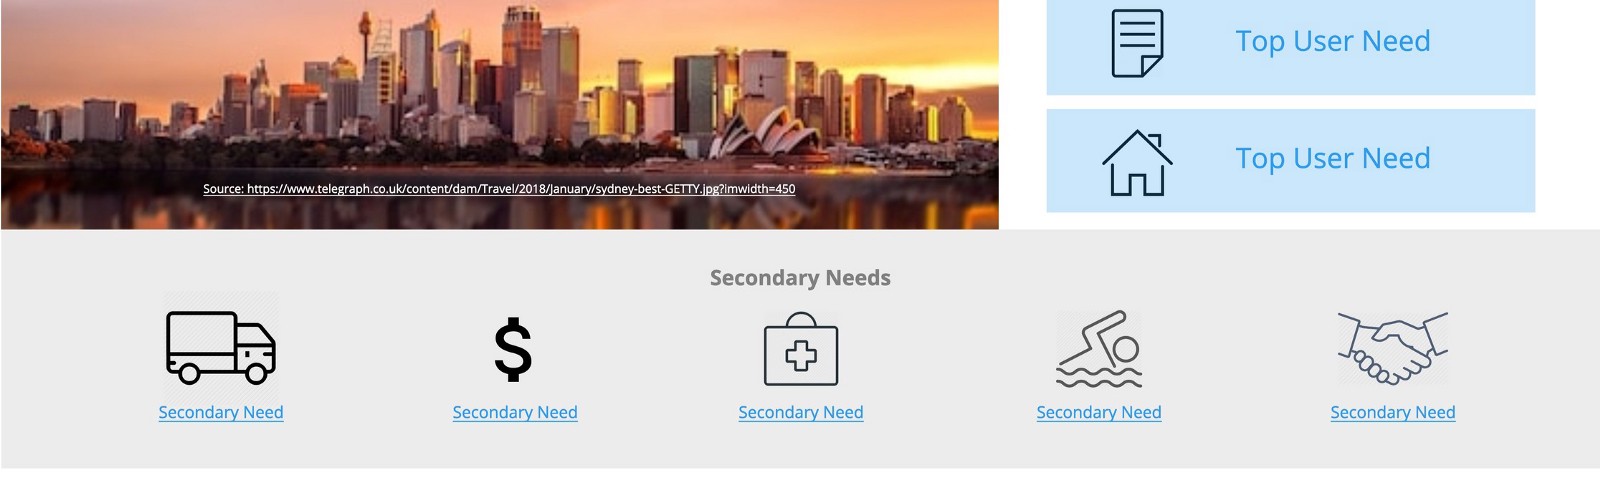 Top User Need
Top User Need
Source: https://www.telegraph.co.uk/content/dam/Travel/2018/January/sydney-best-GETTY.jpg?imwidth=450
Secondary Needs
$
Secondary Need
Secondary Need
Secondary Need
Secondary Need
Secondary Need